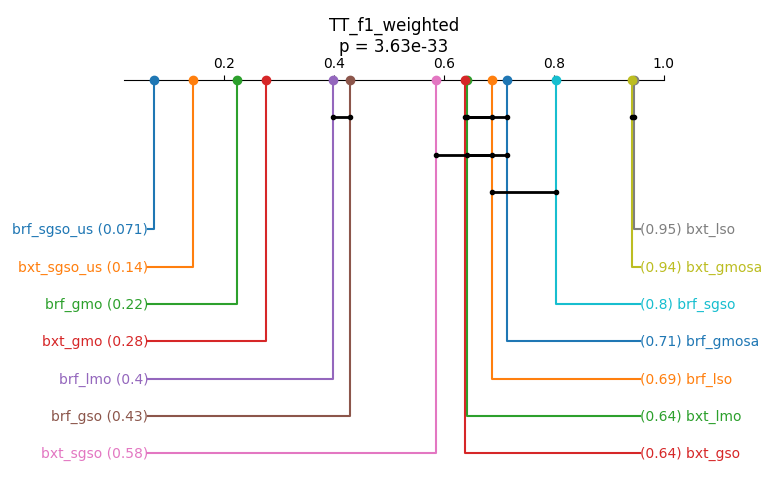 TT_f1_weighted
p = 3.63e-33
0.2 0.4 0.6 0.8 1.0
brf_sgso_us (0.071) (0.95) bxt_lso
bxt_sgso_us (0.14) (0.94) bxt_gmosa
brf_gmo (0.22) (0.8) brf_sgso
bxt_gmo (0.28) (0.71) brf_gmosa
brf_lmo (0.4) (0.69) brf_lso
brf_gso (0.43) (0.64) bxt_lmo
bxt_sgso (0.58) (0.64) bxt_gso